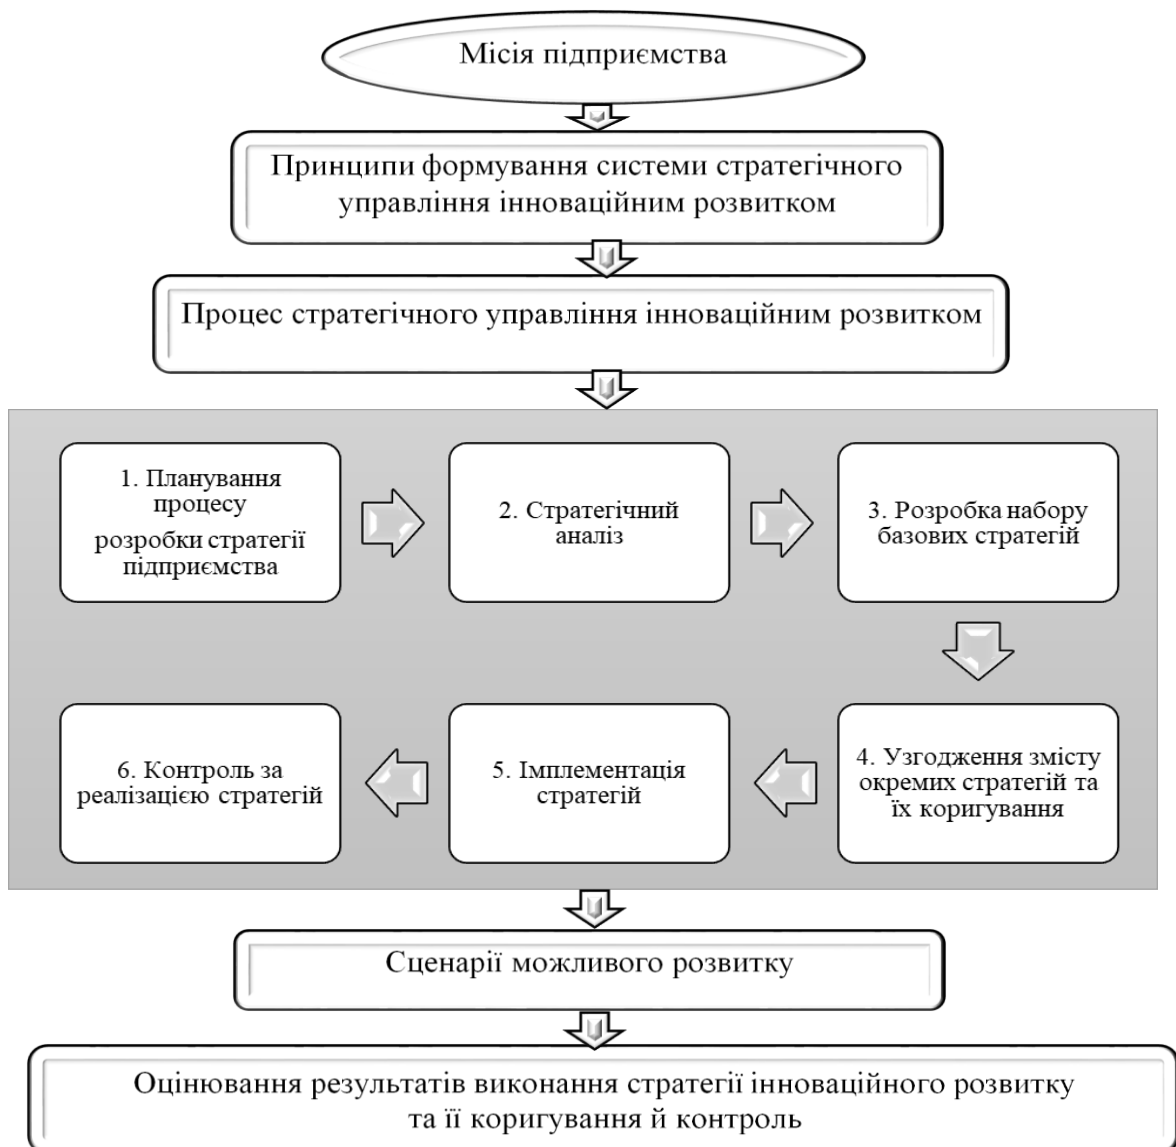 Місія підприємства
Принципи формування системи стратегічного
управління інноваційним розвитком
Процес стратегічного управління інноваційним розвитком
1. Планування
процесу
розробки стратегії
підприємства
2. Стратегічний
аналіз
3. Розробка набору
базових стратегій
4. Узгодження змісту
окремих стратегій та
їх коригування
5. Імплементація
стратегій
6. Контроль за
реалізацією стратегій
Сценарії можливого розвитку
Оцінювання результатів виконання стратегії інноваційного розвитку
та її коригування й контроль